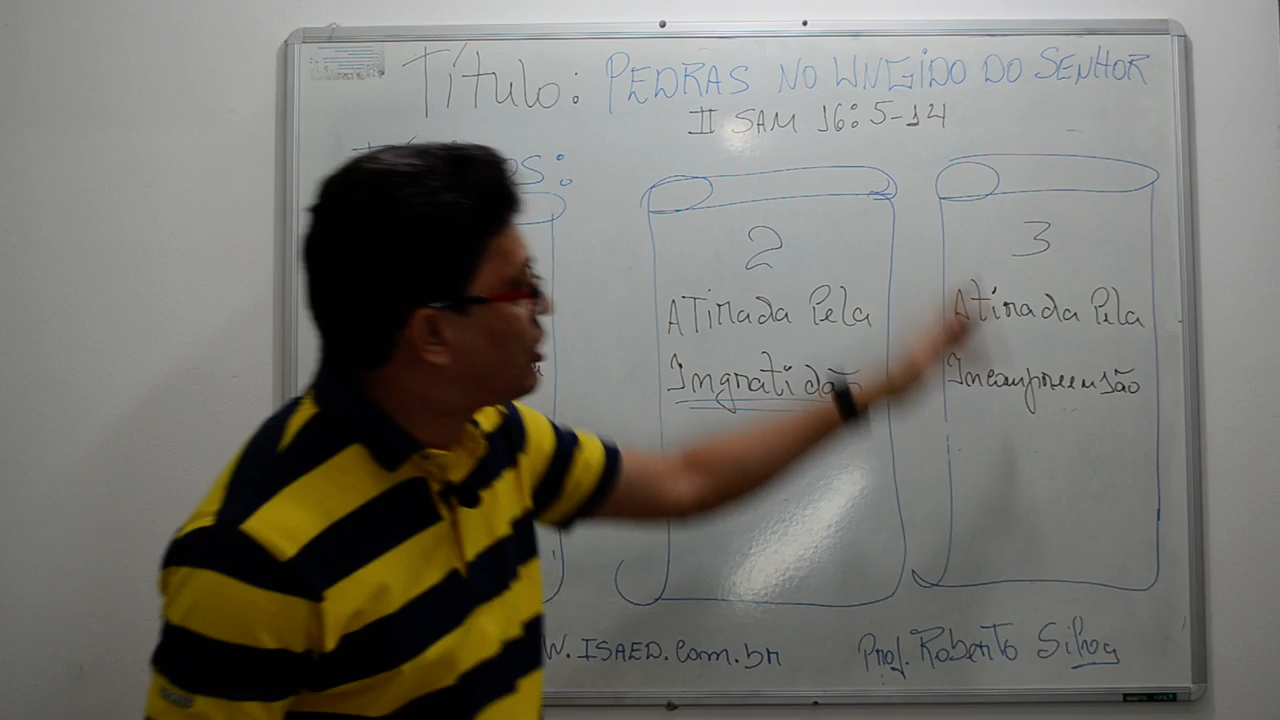 Título: PEDRAS NO UNGIDO DO SENHOR
II SAM 16:5-14
2
ATirada Pela
Ingratidão
3
Atirada Pela
Incompreensão
W.ISAED.com.br
Prof. Roberto Silva